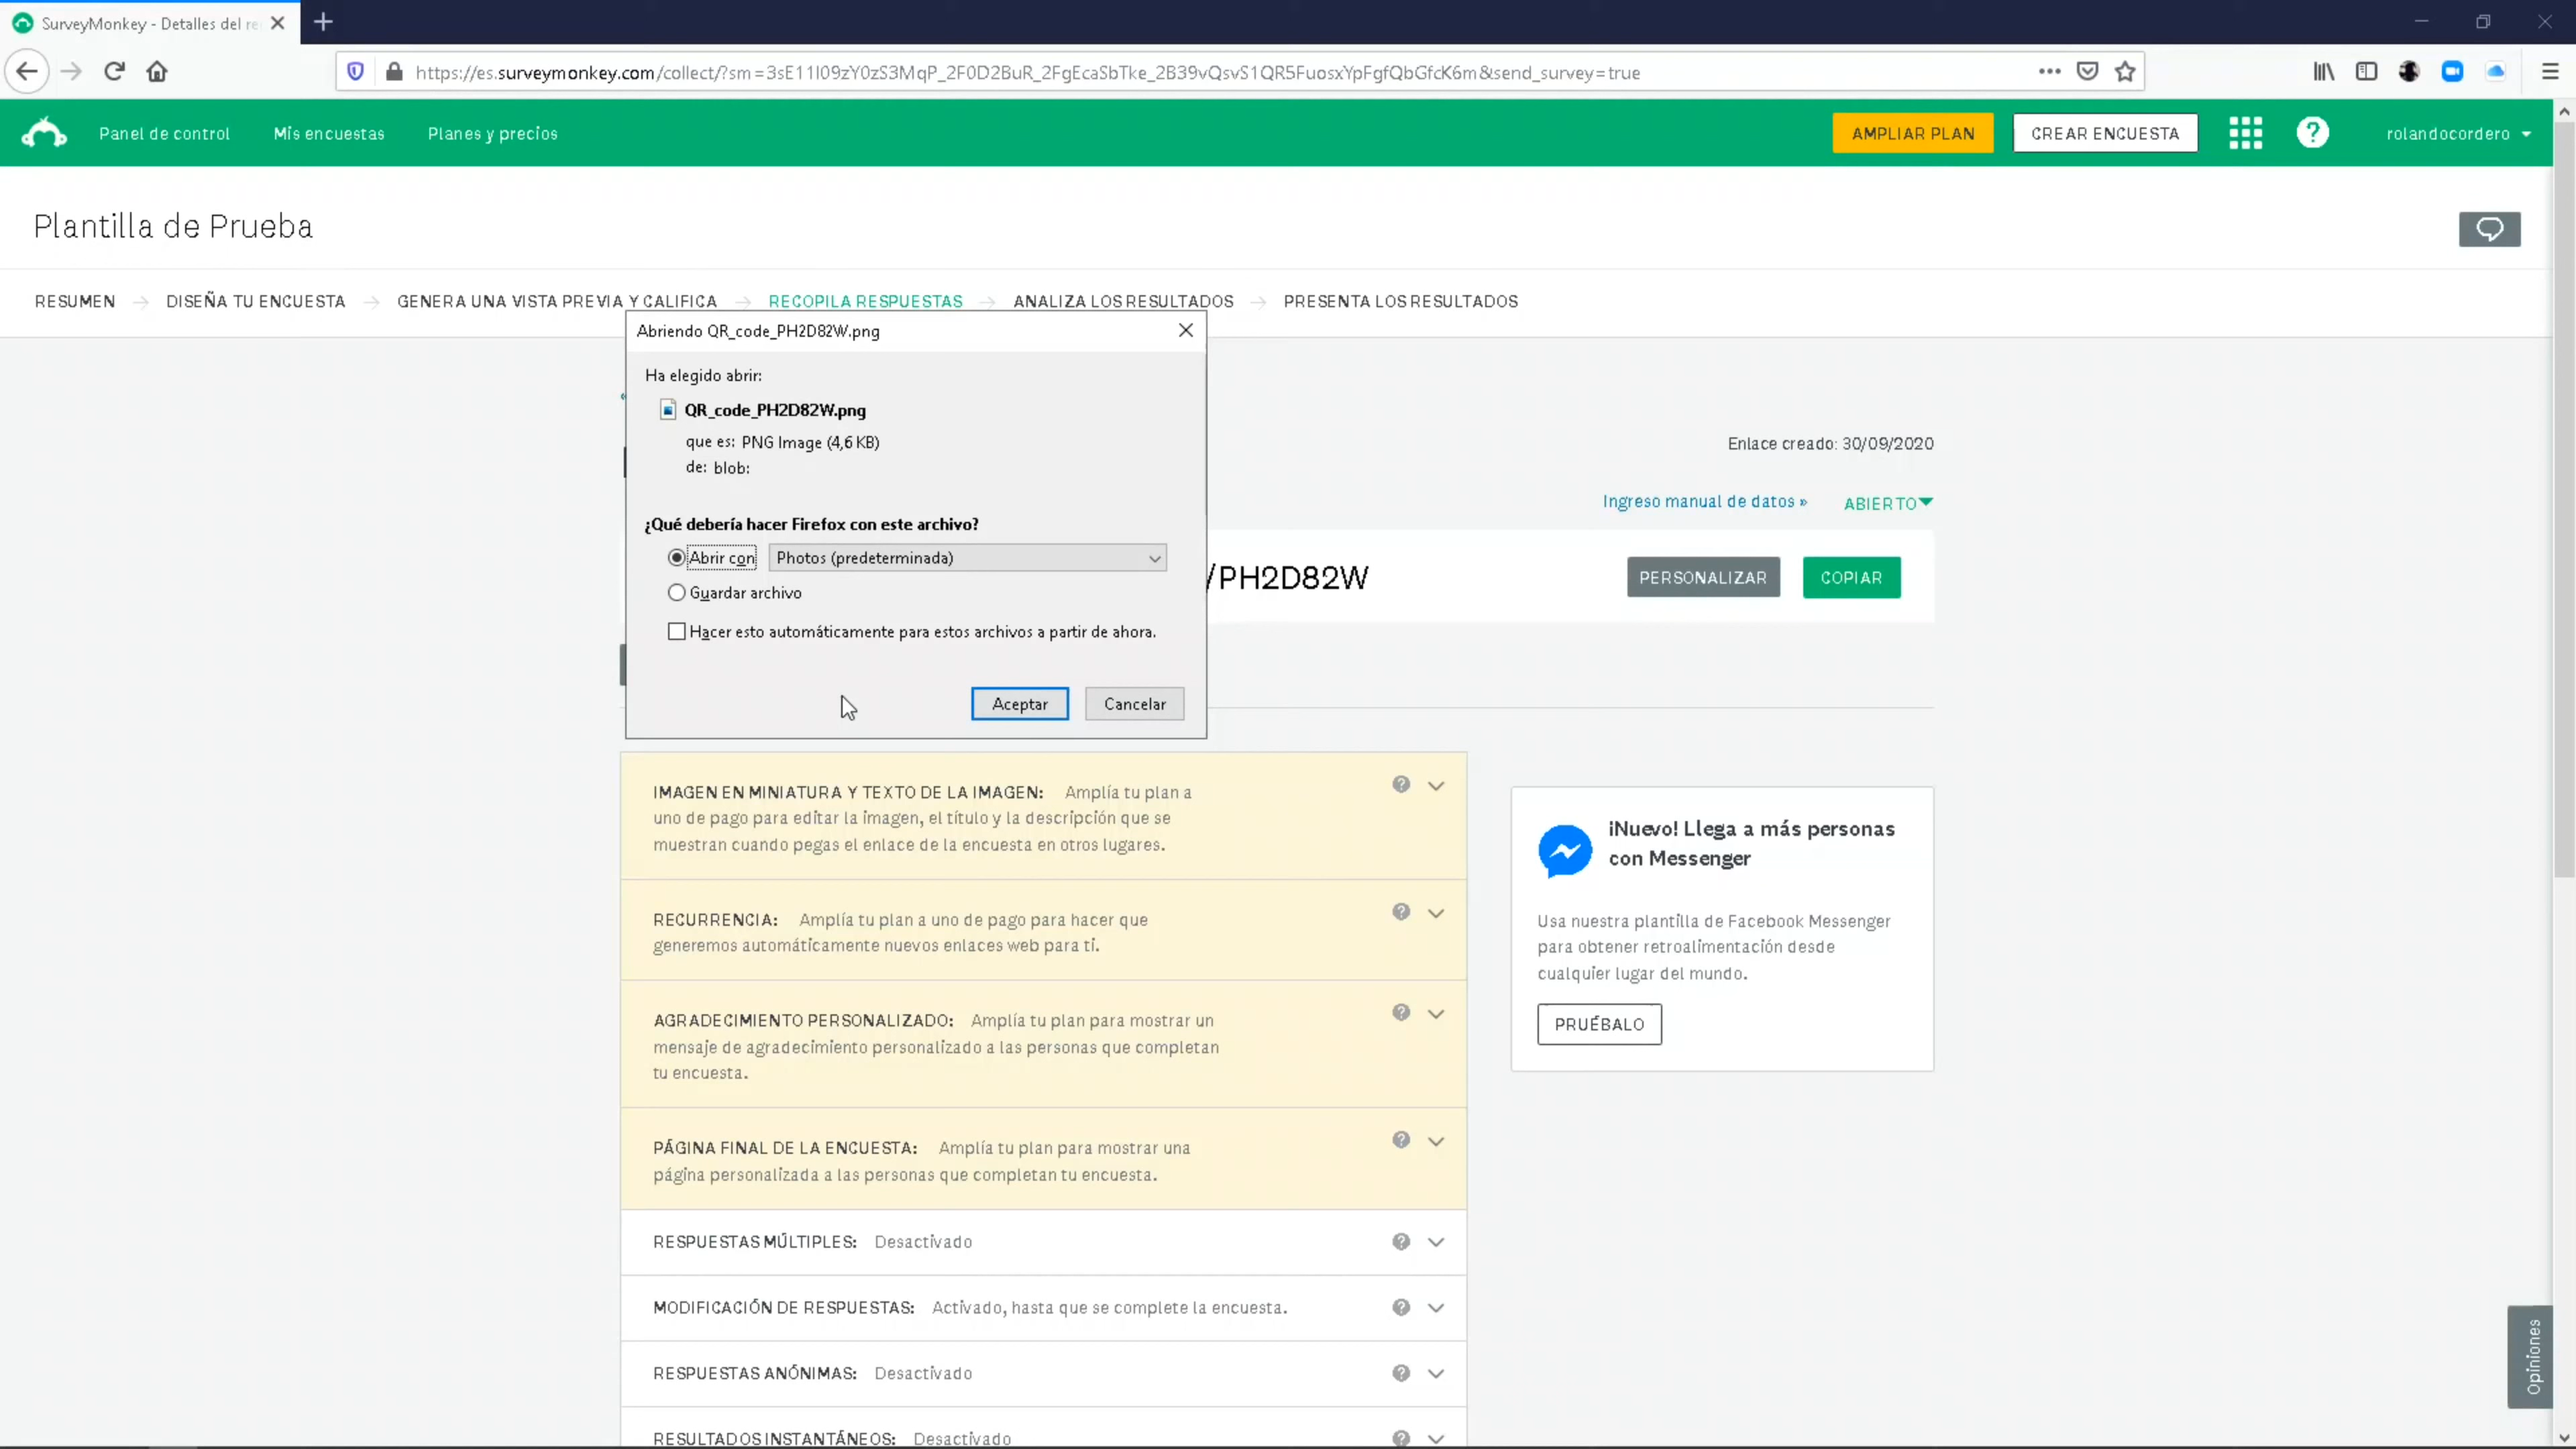 SurveyMonkey - Detalles del re
https://es.surveymonkey.com/collect/?sm=3sE11I09zY0zS3MqP_2F0D2BuR_2FgEcaSbTke_2B39vQsvS1QR5FuosxYpFgfQbGfcK6m&send_survey=true
Panel de control
Mis encuestas
Planes y precios
AMPLIAR PLAN
CREAR ENCUESTA
rolandocordero
Plantilla de Prueba
RESUMEN
DISEÑA TU ENCUESTA
GENERA UNA VISTA PREVIA Y CALIFICA
RECOPILA RESPUESTAS
ANALIZA LOS RESULTADOS
PRESENTA LOS RESULTADOS
Abriendo QR_code_PH2D82W.png
Ha elegido abrir:
QR_code_PH2D82W.png
que es: PNG Image (4,6 KB)
de: blob:
¿Qué debería hacer Firefox con este archivo?
Abrir con
Photos (predeterminada)
Guardar archivo
Hacer esto automáticamente para estos archivos a partir de ahora.
Aceptar
Cancelar
Enlace creado: 30/09/2020
Ingreso manual de datos »
ABIERTO
/PH2D82W
PERSONALIZAR
COPIAR
IMAGEN EN MINIATURA Y TEXTO DE LA IMAGEN: Amplía tu plan a
uno de pago para editar la imagen, el título y la descripción que se
muestran cuando pegas el enlace de la encuesta en otros lugares.
RECURRENCIA: Amplía tu plan a uno de pago para hacer que
generemos automáticamente nuevos enlaces web para ti.
AGRADECIMIENTO PERSONALIZADO: Amplía tu plan para mostrar un
mensaje de agradecimiento personalizado a las personas que completan
tu encuesta.
PÁGINA FINAL DE LA ENCUESTA: Amplía tu plan para mostrar una
página personalizada a las personas que completan tu encuesta.
RESPUESTAS MÚLTIPLES: Desactivado
MODIFICACIÓN DE RESPUESTAS: Activado, hasta que se complete la encuesta.
RESPUESTAS ANÓNIMAS: Desactivado
RESULTADOS INSTANTÁNEOS: Desactivado
¡Nuevo! Llega a más personas
con Messenger
Usa nuestra plantilla de Facebook Messenger
para obtener retroalimentación desde
cualquier lugar del mundo.
PRUÉBALO
Opiniones